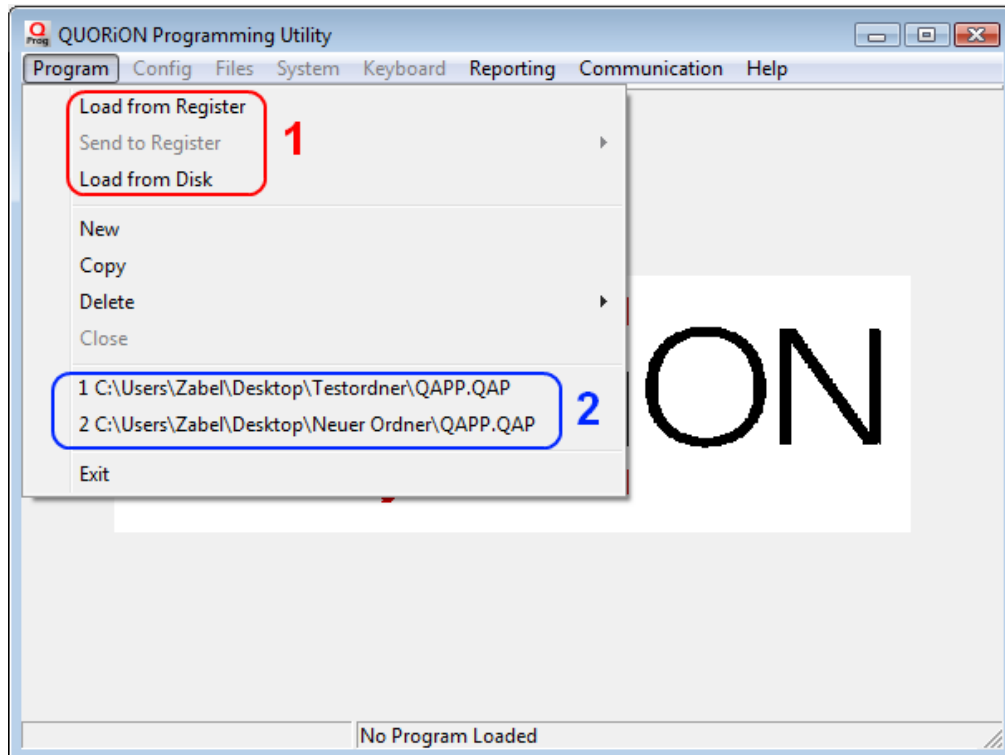 Q
Prog QUORiON Programming Utility
Program Config Files System Keyboard Reporting Communication Help
Load from Register
Send to Register
Load from Disk
1
New
Copy
Delete
Close
1 C:\Users\Zabel\Desktop\Testordner\QAPP.QAP
2 C:\Users\Zabel\Desktop\Neuer Ordner\QAPP.QAP
2
Exit
ON
No Program Loaded